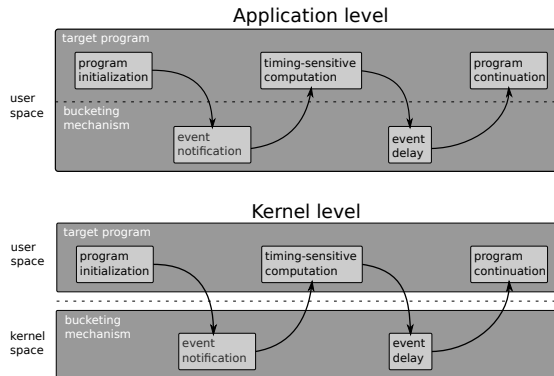 Application level
target program
program
initialization
timing-sensitive
computation
program
continuation
user
space
bucketing
mechanism
event
notification
event
delay
Kernel level
target program
user
space
program
initialization
timing-sensitive
computation
program
continuation
kernel
space
bucketing
mechanism
event
notification
event
delay